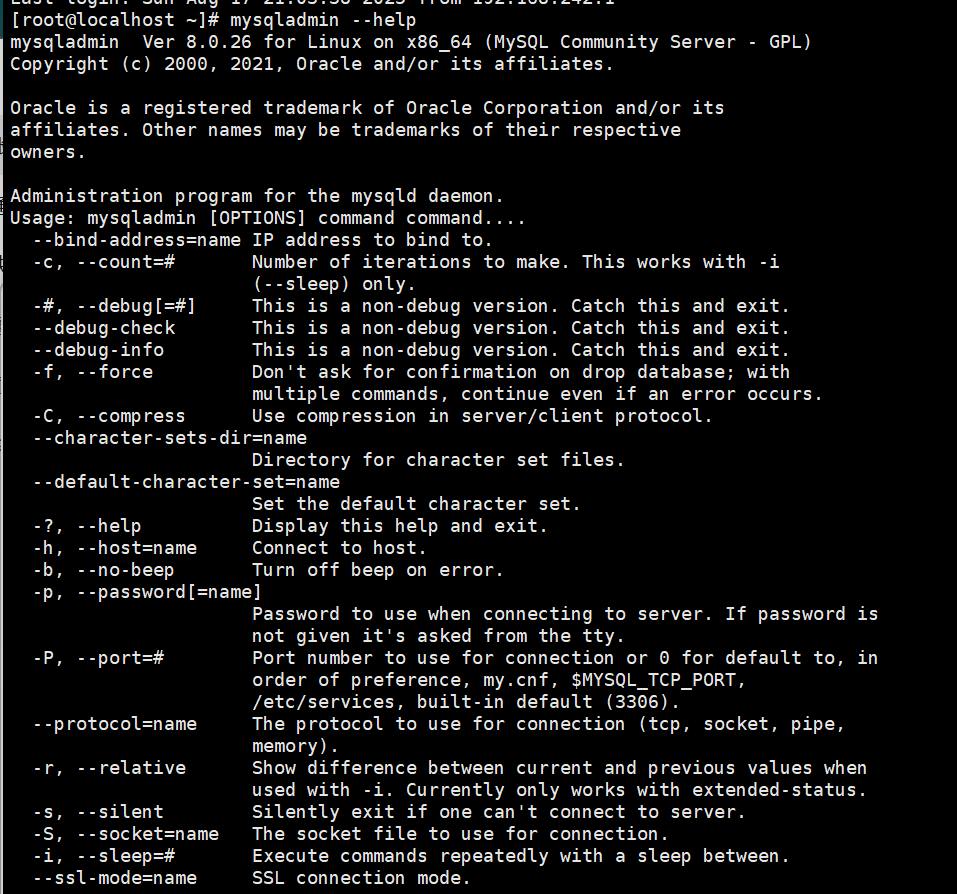 Last login: Sun Aug 17 21:05:38 2025 from 192.168.242.1
[root@localhost ~]# mysqladmin --help
mysqladmin  Ver 8.0.26 for Linux on x86_64 (MySQL Community Server - GPL)
Copyright (c) 2000, 2021, Oracle and/or its affiliates.

Oracle is a registered trademark of Oracle Corporation and/or its
affiliates. Other names may be trademarks of their respective
owners.

Administration program for the mysqld daemon.
Usage: mysqladmin [OPTIONS] command command....
  --bind-address=name IP address to bind to.
  -c, --count=#       Number of iterations to make. This works with -i
                      (--sleep) only.
  -#, --debug[=#]     This is a non-debug version. Catch this and exit.
  --debug-check       This is a non-debug version. Catch this and exit.
  --debug-info        This is a non-debug version. Catch this and exit.
  -f, --force         Don't ask for confirmation on drop database; with
                      multiple commands, continue even if an error occurs.
  -C, --compress      Use compression in server/client protocol.
  --character-sets-dir=name
                      Directory for character set files.
  --default-character-set=name
                      Set the default character set.
  -?, --help          Display this help and exit.
  -h, --host=name     Connect to host.
  -b, --no-beep       Turn off beep on error.
  -p, --password[=name]
                      Password to use when connecting to server. If password is
                      not given it's asked from the tty.
  -P, --port=#        Port number to use for connection or 0 for default to, in
                      order of preference, my.cnf, $MYSQL_TCP_PORT,
                      /etc/services, built-in default (3306).
  --protocol=name     The protocol to use for connection (tcp, socket, pipe,
                      memory).
  -r, --relative      Show difference between current and previous values when
                      used with -i. Currently only works with extended-status.
  -s, --silent        Silently exit if one can't connect to server.
  -S, --socket=name   The socket file to use for connection.
  -i, --sleep=#       Execute commands repeatedly with a sleep between.
  --ssl-mode=name     SSL connection mode.